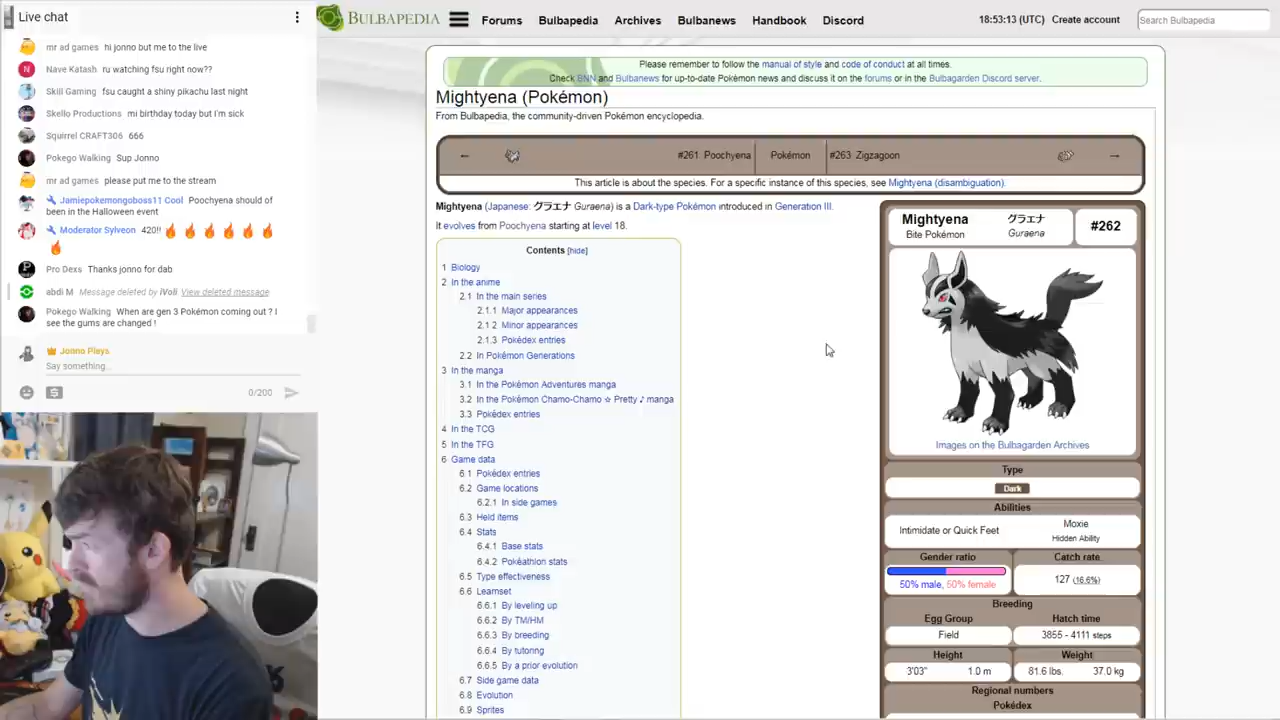 Live chat
mr ad games hi jonno but me to the live
Nave Katash ru watching fsu right now??
Skill Gaming fsu caught a shiny pikachu last night
Skello Productions mi birthday today but I'm sick
Squirrel CRAFT306 666
Pokego Walking Sup Jonno
mr ad games please put me to the stream
Jamiepokemongoboss11 Cool Poochyena should of
been in the Halloween event
Moderator Sylveon 420!!
Pro Dexs Thanks jonno for dab
abdi M Message deleted by iVoli View deleted message
Pokego Walking When are gen 3 Pokémon coming out ? I
see the gums are changed !
Jonno Plays
Say something...
0/200
BULBAPEDIA
Forums Bulbapedia Archives Bulbanews Handbook Discord
18:53:13 (UTC) Create account
Search Bulbapedia
Please remember to follow the manual of style and code of conduct at all times.
Check BNN and Bulbanews for up-to-date Pokémon news and discuss it on the forums or in the Bulbagarden Discord server.
Mightyena (Pokémon)
From Bulbapedia, the community-driven Pokémon encyclopedia.
← #261 Poochyena Pokémon #263 Zigzagoon →
This article is about the species. For a specific instance of this species, see Mightyena (disambiguation).
Mightyena (Japanese: グラエナ Guraena) is a Dark-type Pokémon introduced in Generation III.
It evolves from Poochyena starting at level 18.
Contents [hide]
1 Biology
2 In the anime
2.1 In the main series
2.1.1 Major appearances
2.1.2 Minor appearances
2.1.3 Pokédex entries
2.2 In Pokémon Generations
3 In the manga
3.1 In the Pokémon Adventures manga
3.2 In the Pokémon Chamo-Chamo ☆ Pretty ♪ manga
3.3 Pokédex entries
4 In the TCG
5 In the TFG
6 Game data
6.1 Pokédex entries
6.2 Game locations
6.2.1 In side games
6.3 Held items
6.4 Stats
6.4.1 Base stats
6.4.2 Pokéathlon stats
6.5 Type effectiveness
6.6 Learnset
6.6.1 By leveling up
6.6.2 By TM/HM
6.6.3 By breeding
6.6.4 By tutoring
6.6.5 By a prior evolution
6.7 Side game data
6.8 Evolution
6.9 Sprites
Mightyena グラエナ #262
Bite Pokémon Guraena
Images on the Bulbagarden Archives
Type
Dark
Abilities
Intimidate or Quick Feet
Moxie
Hidden Ability
Gender ratio Catch rate
50% male, 50% female 127 (16.6%)
Breeding
Egg Group Hatch time
Field 3855 - 4111 steps
Height Weight
3'03" 1.0 m 81.6 lbs. 37.0 kg
Regional numbers
Pokédex